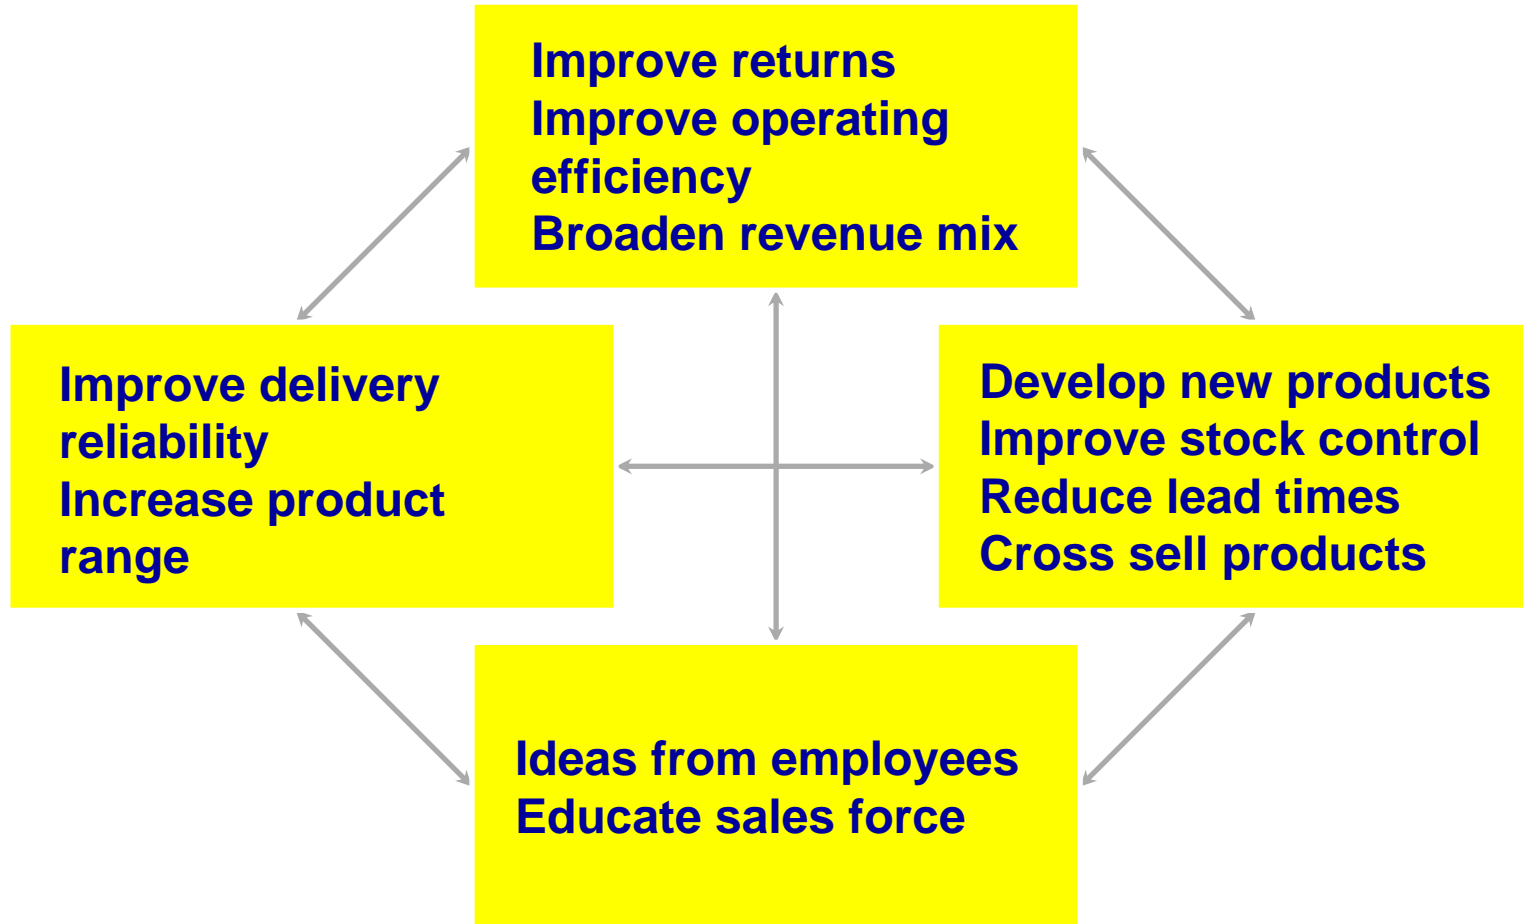 Improve returns
Improve operating
efficiency
Broaden revenue mix
Improve delivery
reliability
Increase product
range
Develop new products
Improve stock control
Reduce lead times
Cross sell products
Ideas from employees
Educate sales force